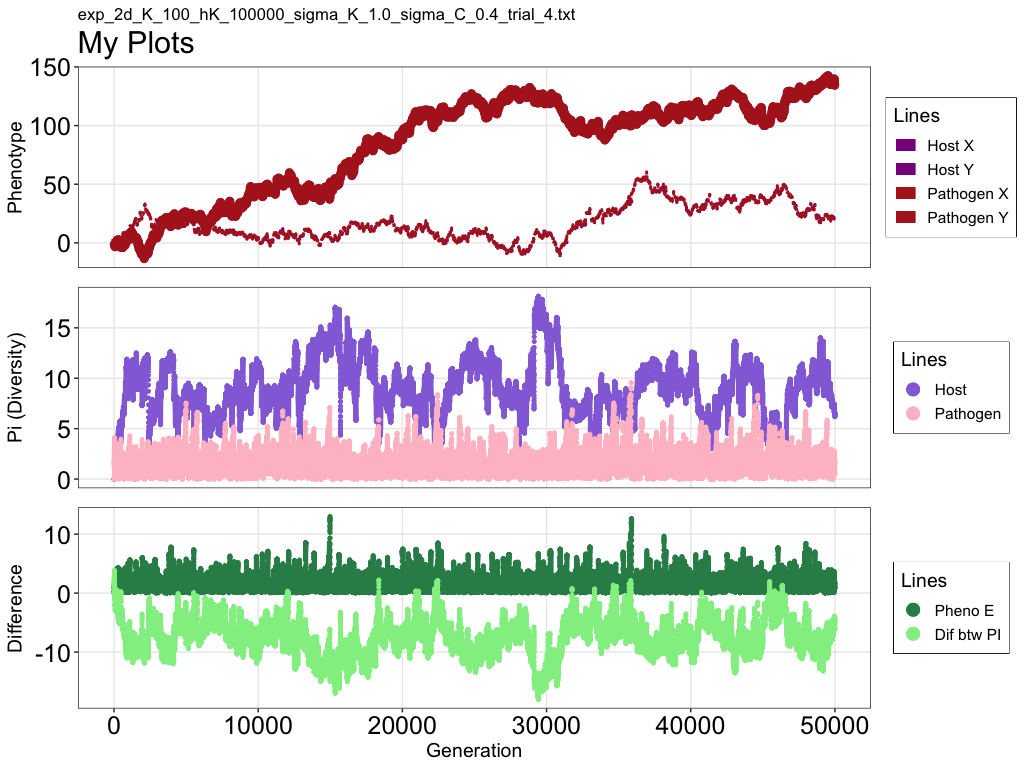 exp_2d_K_100_hK_100000_sigma_K_1.0_sigma_C_0.4_trial_4.txt
My Plots
150
100
50
0
Phenotype
Lines
Host X
Host Y
Pathogen X
Pathogen Y
15
10
5
0
Pi (Diversity)
Lines
Host
Pathogen
10
0
-10
Difference
Lines
Pheno E
Dif btw PI
0 10000 20000 30000 40000 50000
Generation